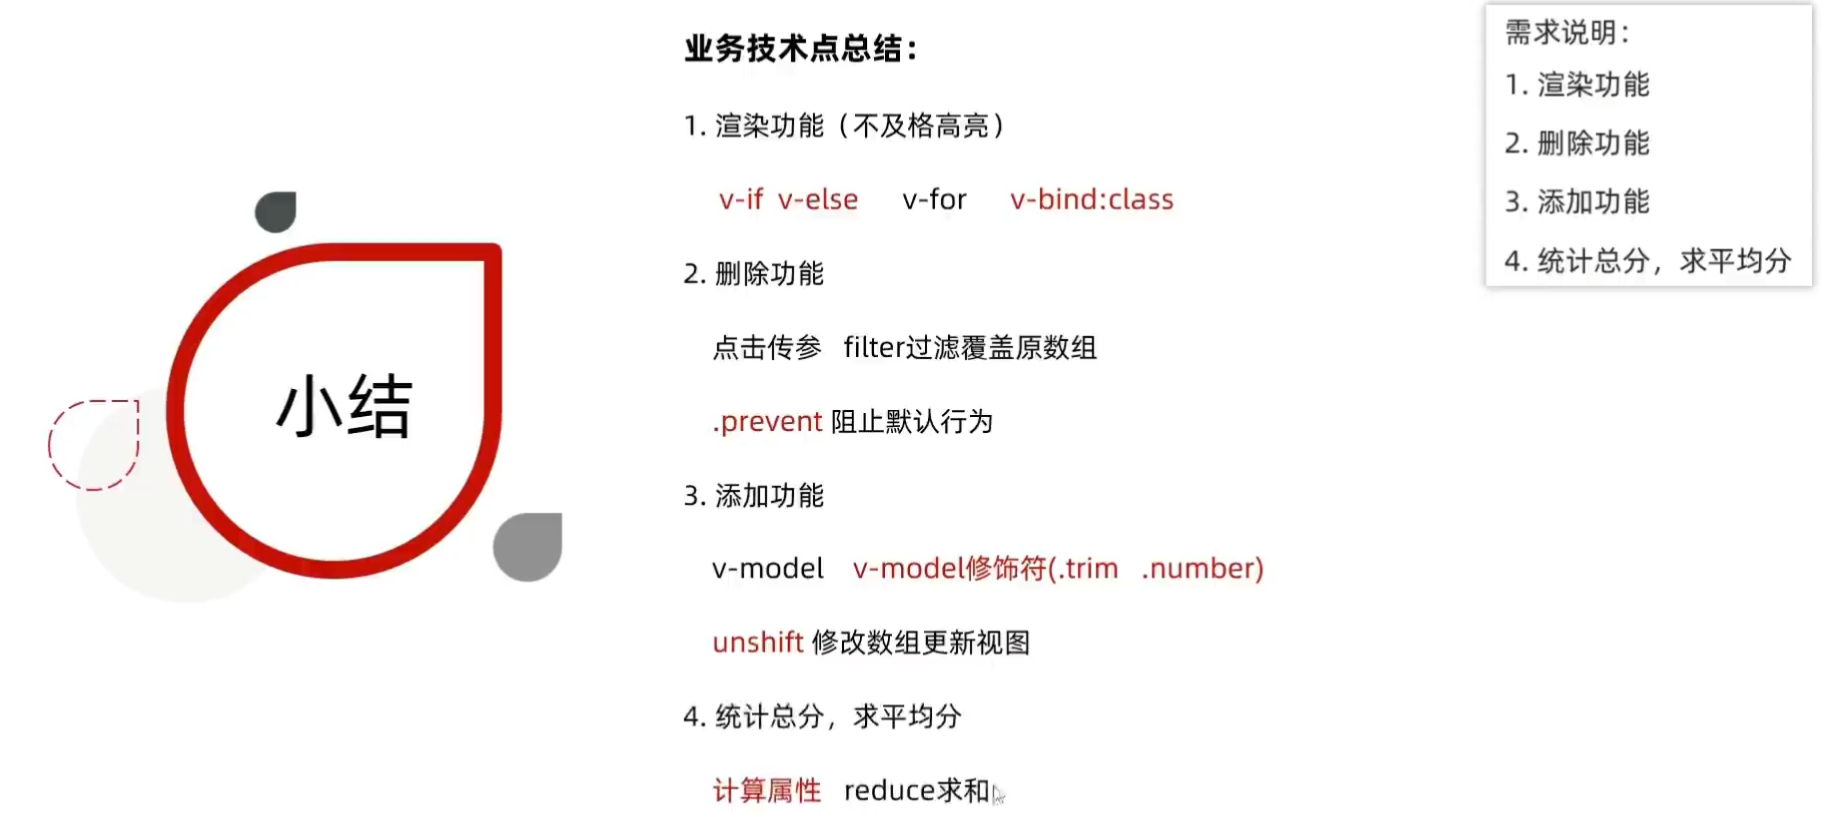 小结
业务技术点总结：
1. 渲染功能（不及格高亮）
v-if v-else v-for v-bind:class
2. 删除功能
点击传参 filter过滤覆盖原数组
.prevent 阻止默认行为
3. 添加功能
v-model v-model修饰符(.trim .number)
unshift 修改数组更新视图
4. 统计总分，求平均分
计算属性 reduce求和
需求说明：
1. 渲染功能
2. 删除功能
3. 添加功能
4. 统计总分，求平均分